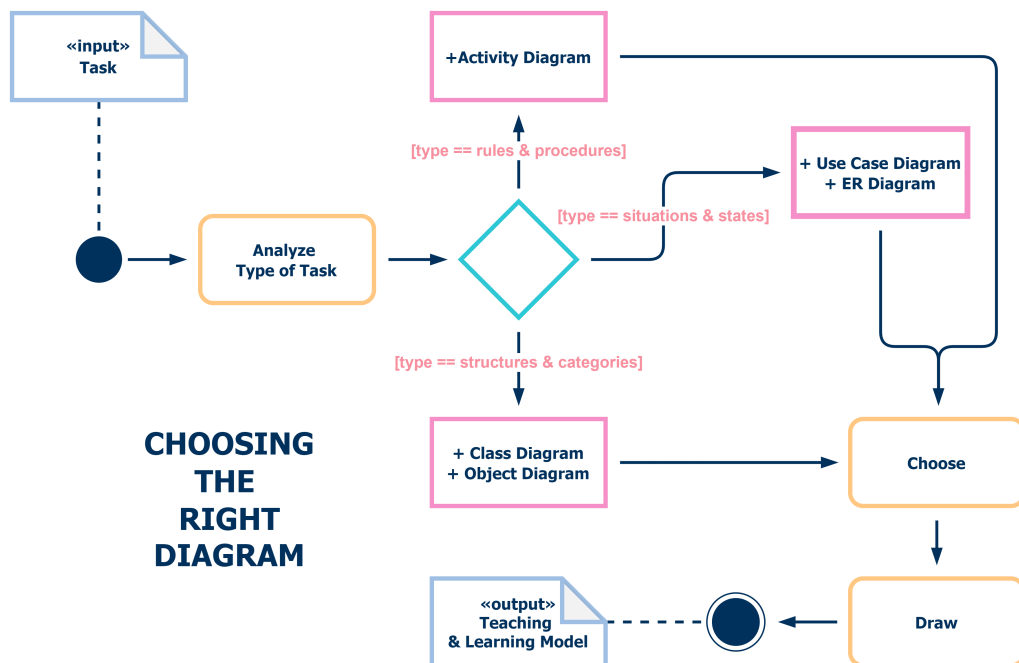 «input»
Task
+Activity Diagram
[type == rules & procedures]
+ Use Case Diagram
+ ER Diagram
[type == situations & states]
Analyze
Type of Task
[type == structures & categories]
CHOOSING
THE
RIGHT
DIAGRAM
+ Class Diagram
+ Object Diagram
Choose
«output»
Teaching
& Learning Model
Draw